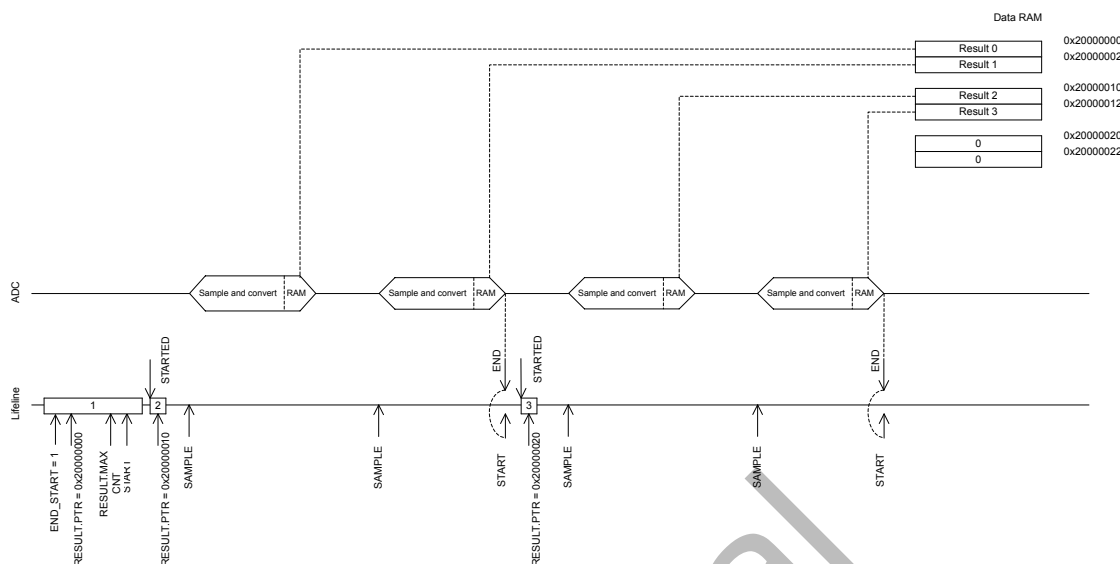 Data RAM
Result 0
0x20000000
Result 1
0x20000002
Result 2
0x20000010
Result 3
0x20000012
0
0x20000020
0
0x20000022
ADC
Sample and convert
RAM
Sample and convert
RAM
Sample and convert
RAM
Sample and convert
RAM
Lifeline
STARTED
END
STARTED
END
1
2
3
END_START = 1
RESULT.PTR = 0x20000000
RESULT.MAX
CNT
START
RESULT.PTR = 0x20000010
SAMPLE
SAMPLE
START
RESULT.PTR = 0x20000020
SAMPLE
SAMPLE
START